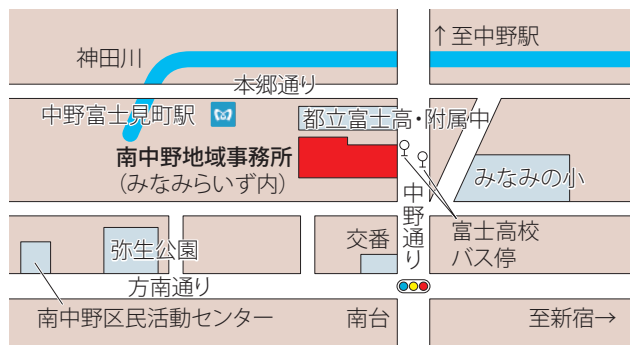 ↑至中野駅
神田川
本郷通り
中野富士見町駅
都立富士高・附属中
南中野地域事務所
(みなみらいず内)
みなみの小
中野通り
富士高校
バス停
交番
弥生公園
方南通り
南中野区民活動センター
南台
至新宿→